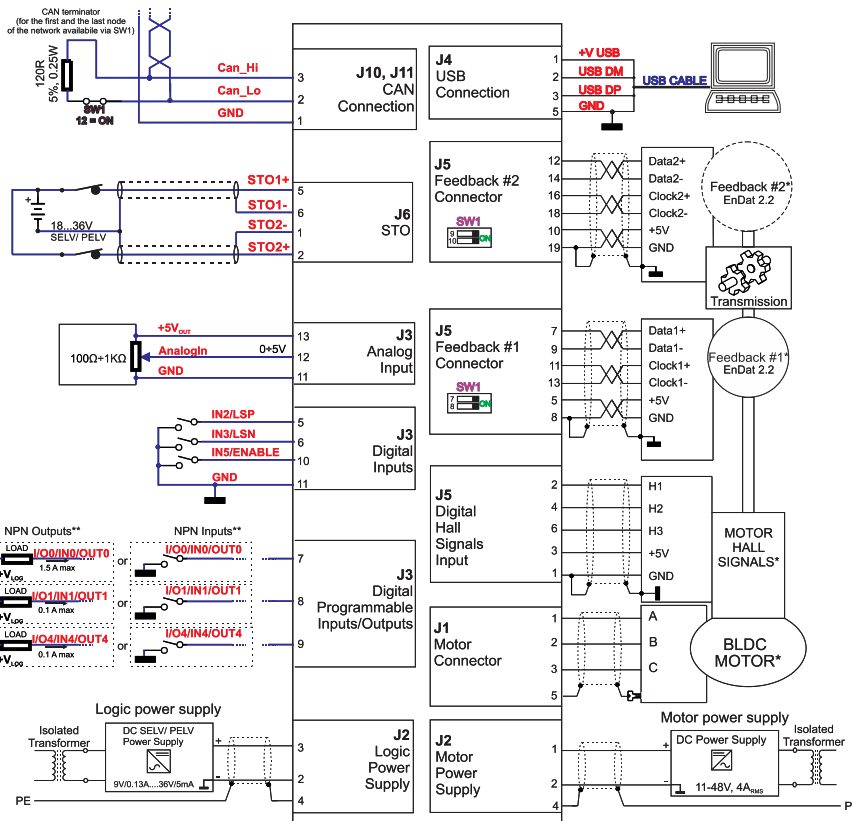 CAN terminator
(for the first and the last node
of the network availabile via SW1)
120R
5%, 0.25W
SW1
12 = ON
Can_Hi
Can_Lo
GND
3
2
1
J10, J11
CAN
Connection
J4
USB
Connection
1
2
3
5
+V USB
USB DM
USB DP
GND
USB CABLE
+
18...36V
SELV/ PELV
STO1+
STO1-
STO2-
STO2+
5
6
1
2
J6
STO
J5
Feedback #2
Connector
SW1
9
10
ON
12
14
16
18
10
19
Data2+
Data2-
Clock2+
Clock2-
+5V
GND
Feedback #2*
EnDat 2.2
Transmission
100Ω÷1KΩ
+5VOUT
AnalogIn
0÷5V
GND
13
12
11
J3
Analog
Input
J5
Feedback #1
Connector
SW1
7
8
ON
7
9
11
13
5
8
Data1+
Data1-
Clock1+
Clock1-
+5V
GND
Feedback #1*
EnDat 2.2
IN2/LSP
IN3/LSN
IN5/ENABLE
GND
5
6
10
11
J3
Digital
Inputs
J5
Digital
Hall
Signals
Input
2
4
6
3
1
H1
H2
H3
+5V
GND
MOTOR
HALL
SIGNALS*
NPN Outputs**
NPN Inputs**
LOAD
I/O0/IN0/OUT0
1.5 A max
+VLOG
or
I/O0/IN0/OUT0
7
LOAD
I/O1/IN1/OUT1
0.1 A max
+VLOG
or
I/O1/IN1/OUT1
8
LOAD
I/O4/IN4/OUT4
0.1 A max
+VLOG
or
I/O4/IN4/OUT4
9
J3
Digital
Programmable
Inputs/Outputs
J1
Motor
Connector
1
2
3
5
A
B
C
BLDC
MOTOR*
Logic power supply
Isolated
Transformer
DC SELV/ PELV
Power Supply
9V/0.13A....36V/5mA
+
-
PE
3
2
4
J2
Logic
Power
Supply
J2
Motor
Power
Supply
1
2
4
Motor power supply
+
-
DC Power Supply
11-48V, 4ARMS
Isolated
Transformer
P